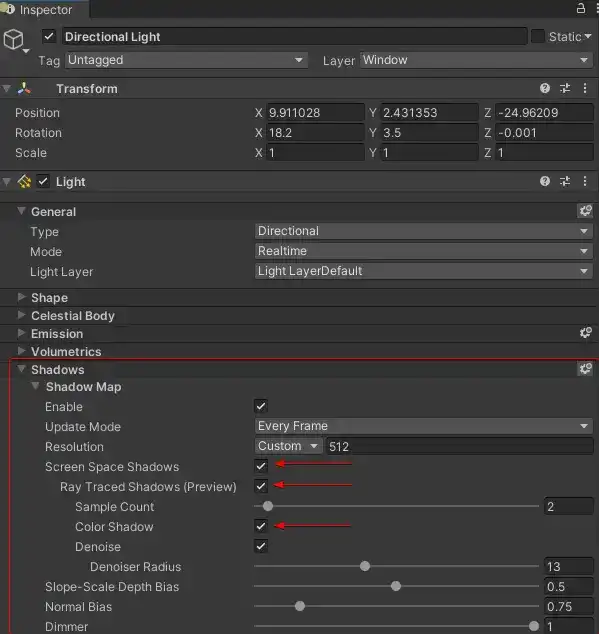 Inspector
Directional Light Static
Tag Untagged Layer Window
Transform
Position X 9.911028 Y 2.431353 Z -24.96209
Rotation X 18.2 Y 3.5 Z -0.001
Scale X 1 Y 1 Z 1
Light
General
Type Directional
Mode Realtime
Light Layer Light LayerDefault
Shape
Celestial Body
Emission
Volumetrics
Shadows
Shadow Map
Enable
Update Mode Every Frame
Resolution Custom 512
Screen Space Shadows
Ray Traced Shadows (Preview)
Sample Count 2
Color Shadow
Denoise
Denoiser Radius 13
Slope-Scale Depth Bias 0.5
Normal Bias 0.75
Dimmer 1